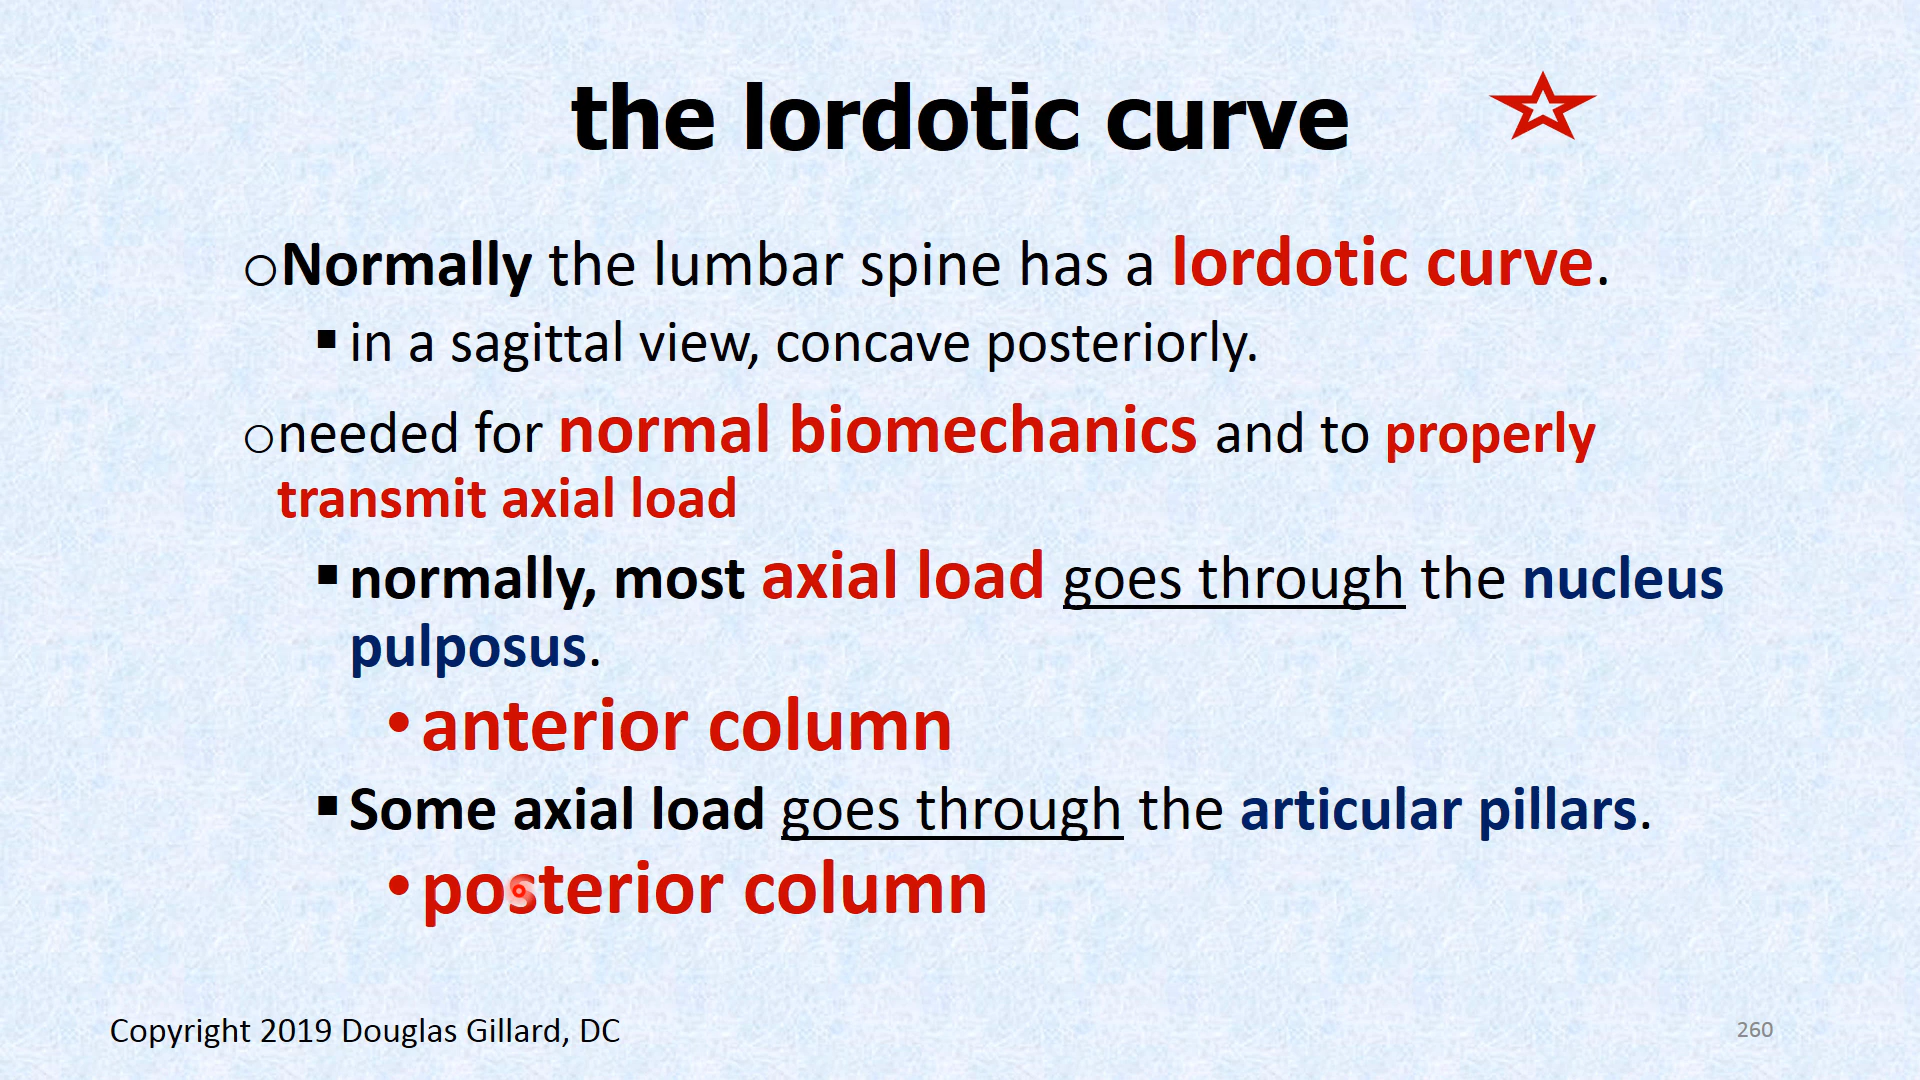 the lordotic curve
Normally the lumbar spine has a lordotic curve.
in a sagittal view, concave posteriorly.
needed for normal biomechanics and to properly
transmit axial load
normally, most axial load goes through the nucleus
pulposus.
anterior column
Some axial load goes through the articular pillars.
posterior column
Copyright 2019 Douglas Gillard, DC
260